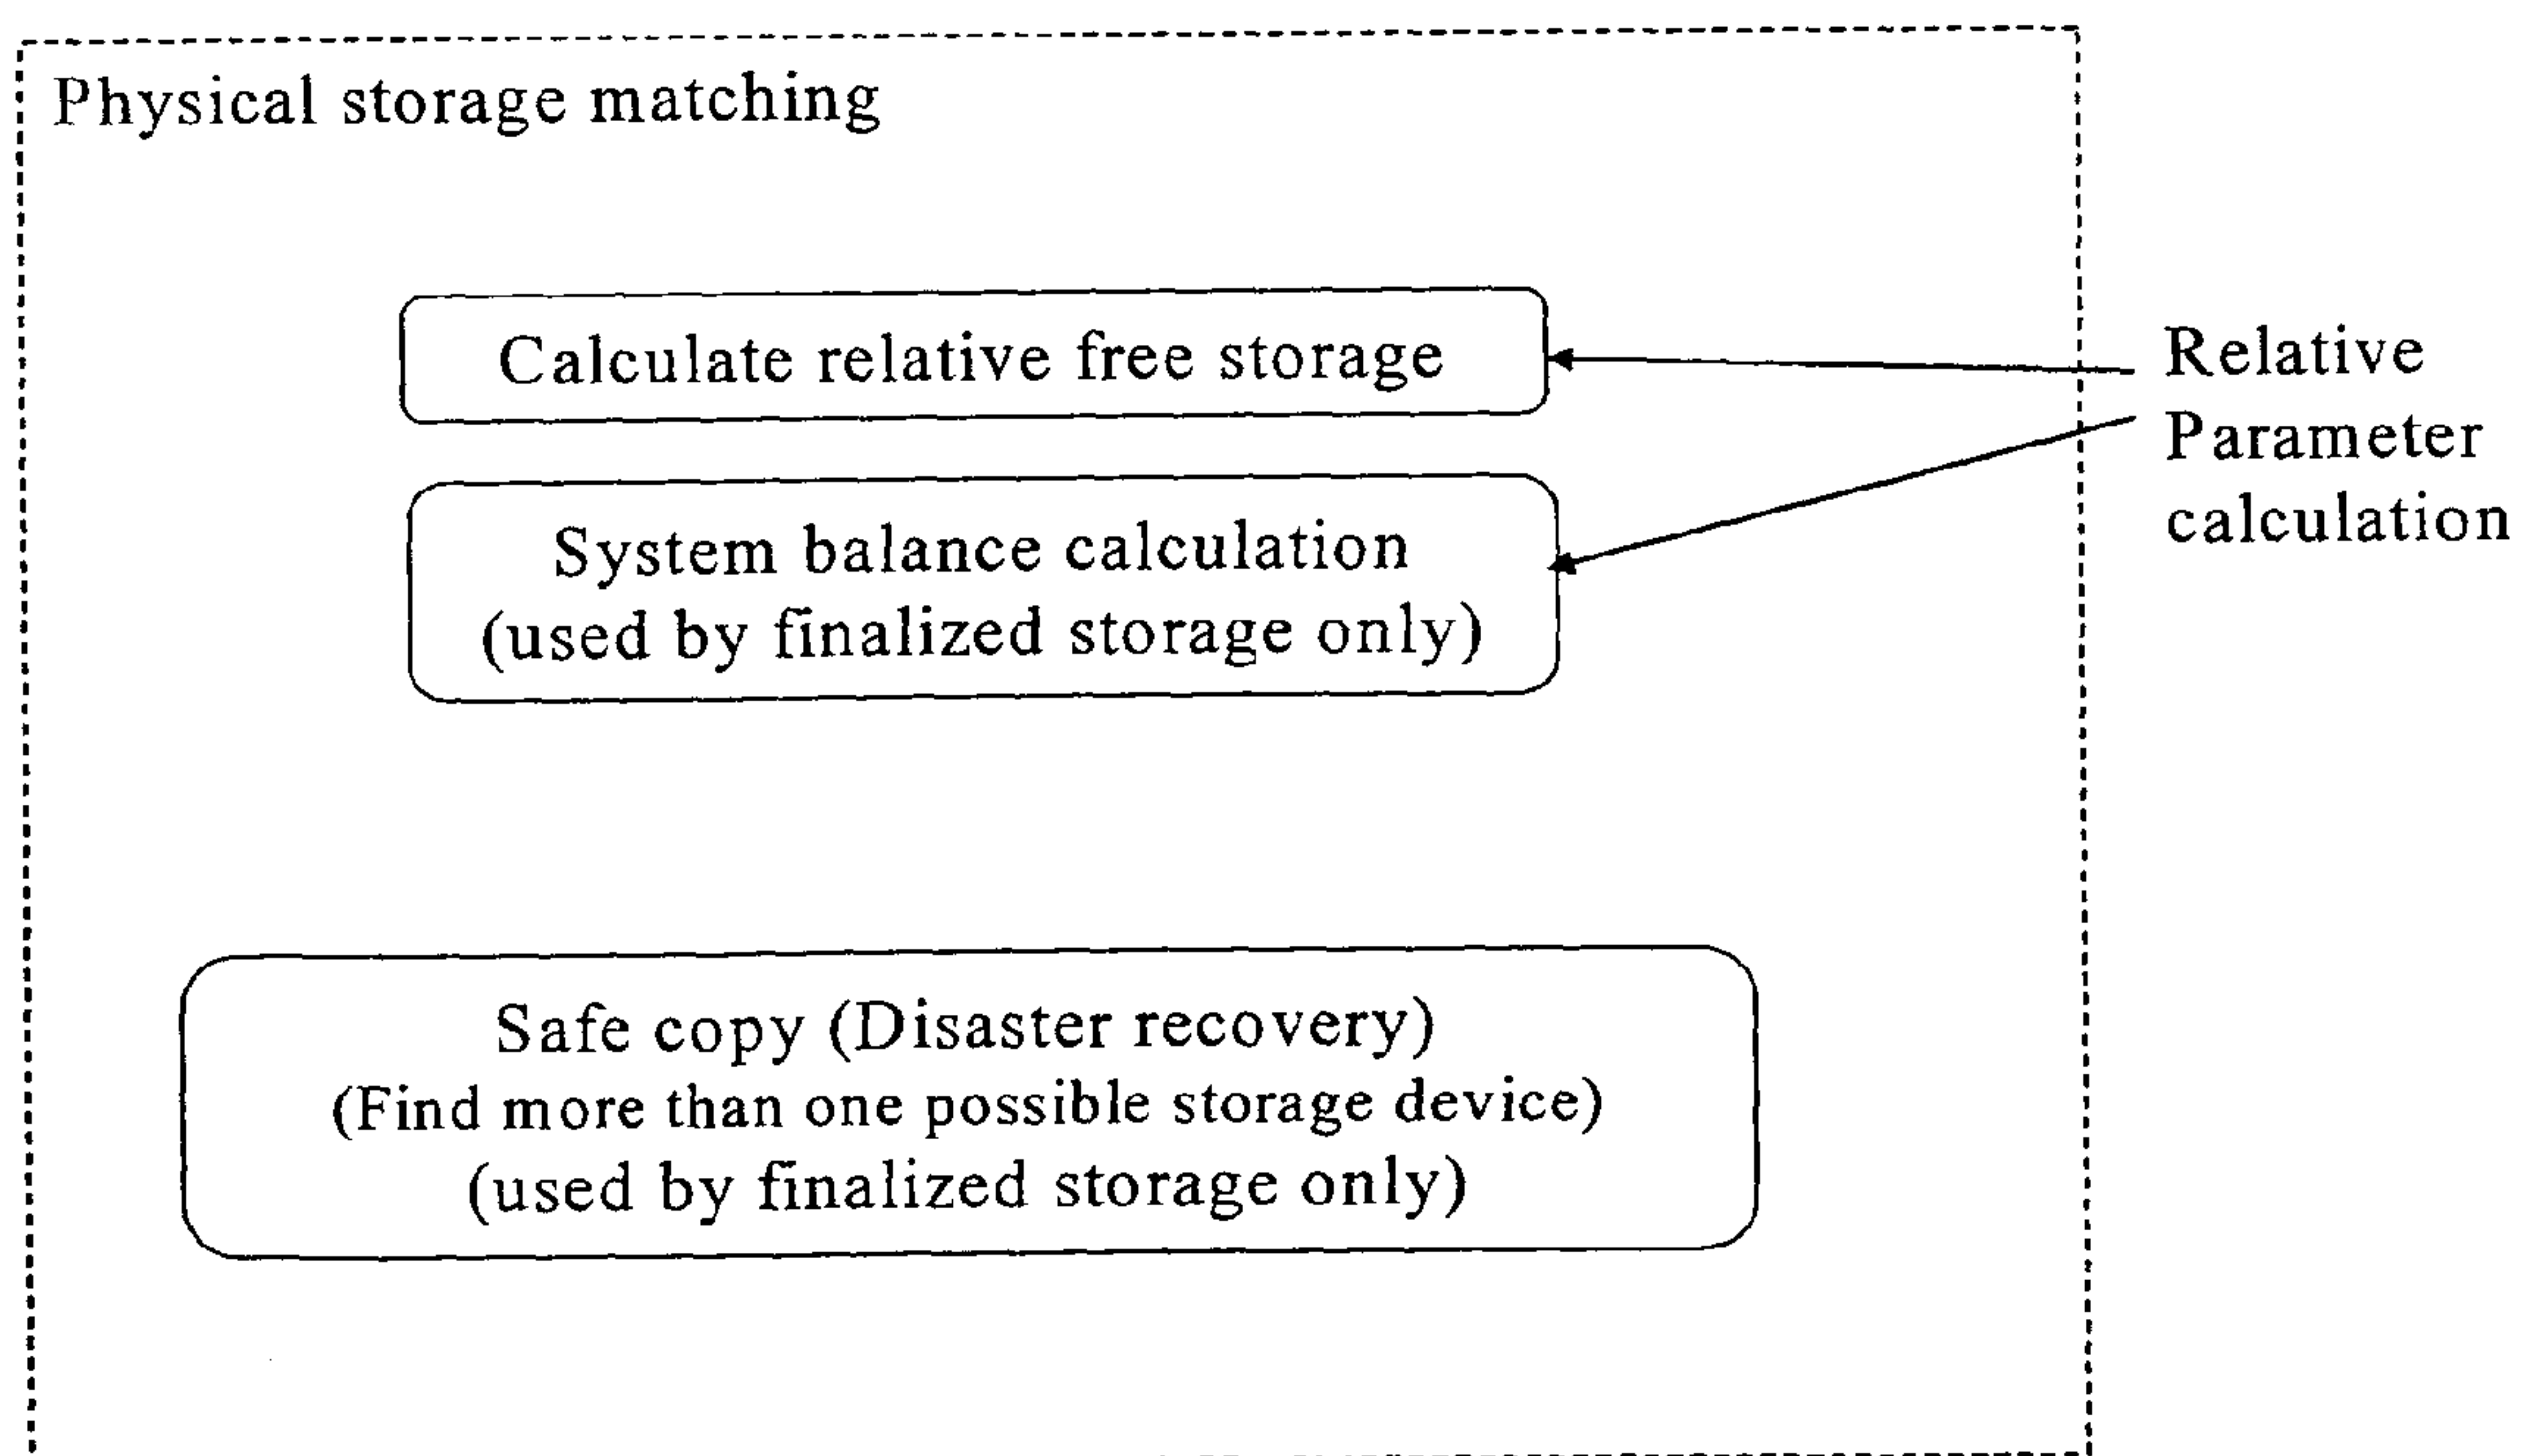 Physical storage matching
Calculate relative free storage
Relative
Parameter
calculation
System balance calculation
(used by finalized storage only)
Safe copy (Disaster recovery)
(Find more than one possible storage device)
(used by finalized storage only)